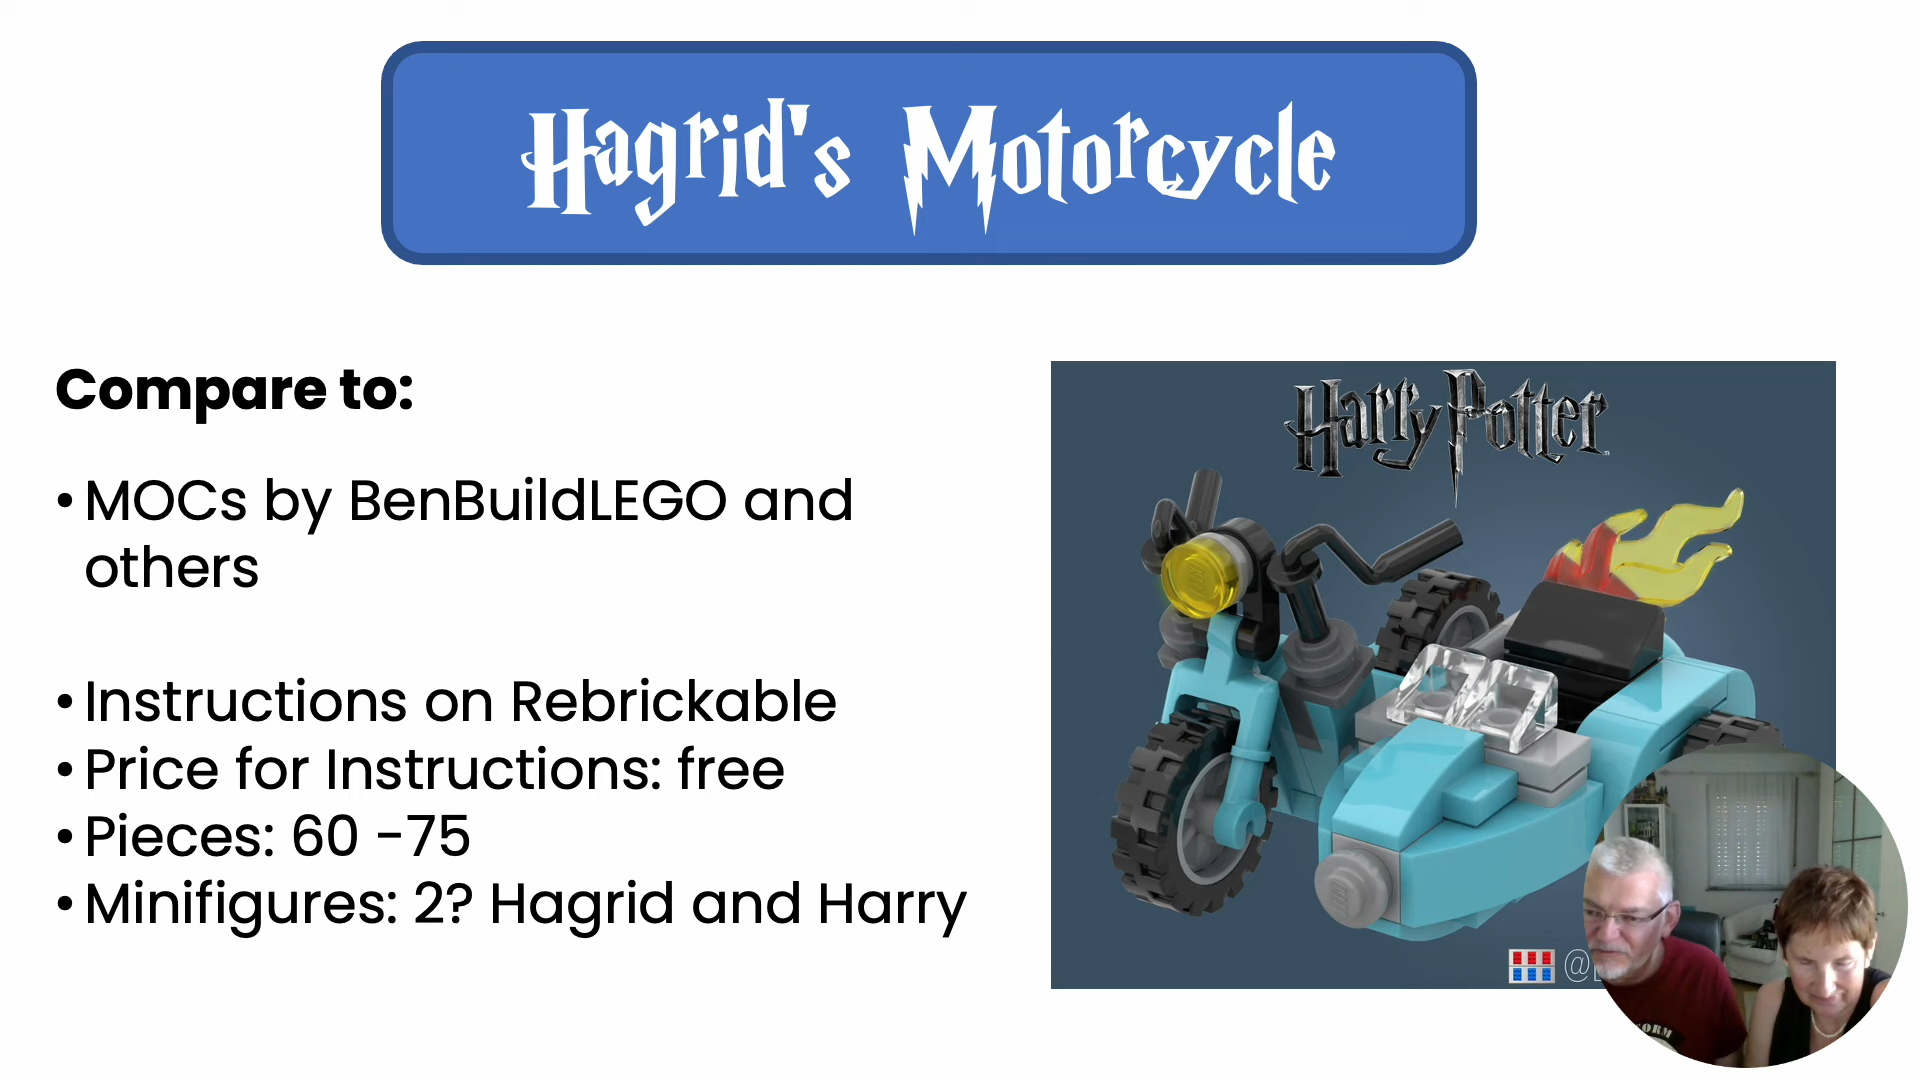 Hagrid's Motorcycle
Compare to:
• MOCs by BenBuildLEGO and
others
• Instructions on Rebrickable
• Price for Instructions: free
• Pieces: 60 -75
• Minifigures: 2? Hagrid and Harry
Harry Potter
@